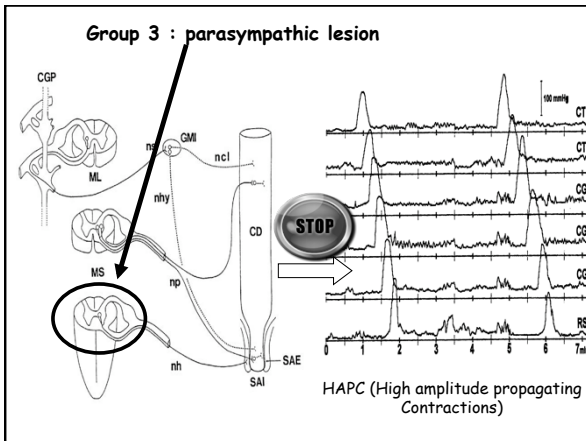 Group 3 : parasympathic lesion
CGP
ML
ns
GMI
ncl
nhy
MS
np
CD
nh
SAE
SAI
STOP
100 mmHg
CT
CT
CG
CG
CG
RS
0 1 2 3 4 5 6
HAPC (High amplitude propagating
Contractions)